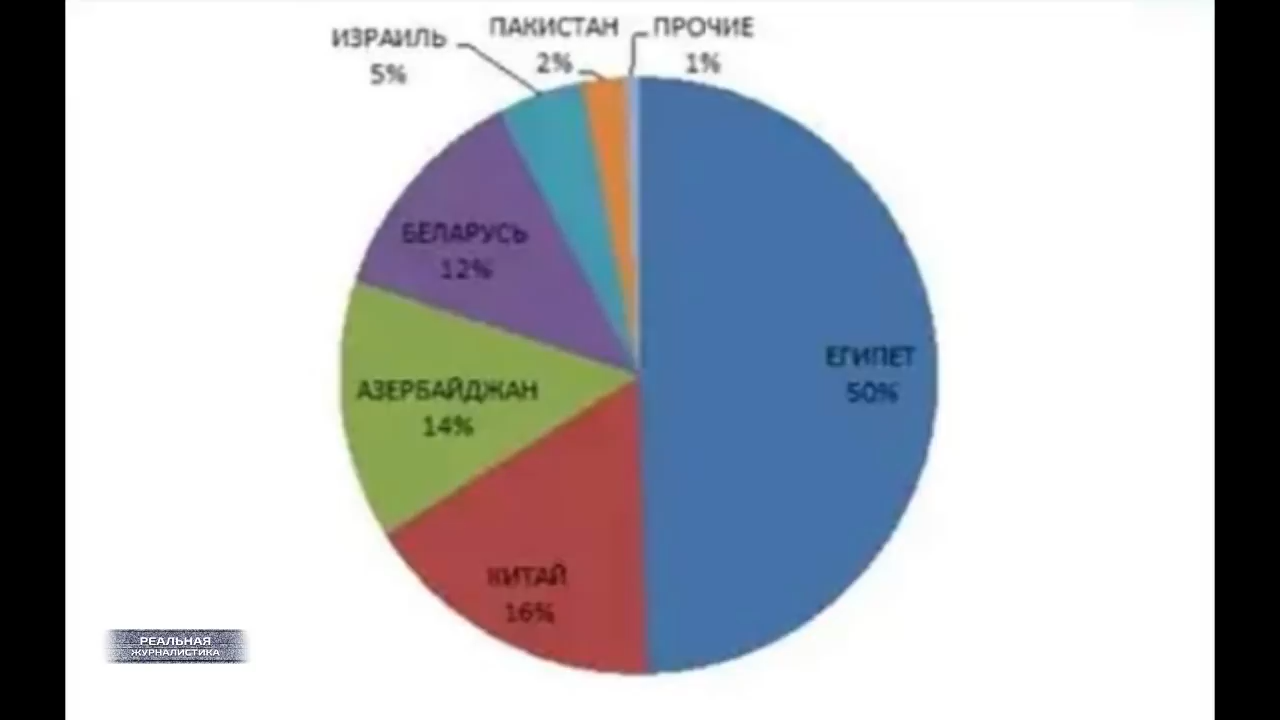 ИЗРАИЛЬ
5%
ПАКИСТАН
2%
ПРОЧИЕ
1%
БЕЛАРУСЬ
12%
ЕГИПЕТ
50%
АЗЕРБАЙДЖАН
14%
КИТАЙ
16%
РЕАЛЬНАЯ
ЖУРНАЛИСТИКА